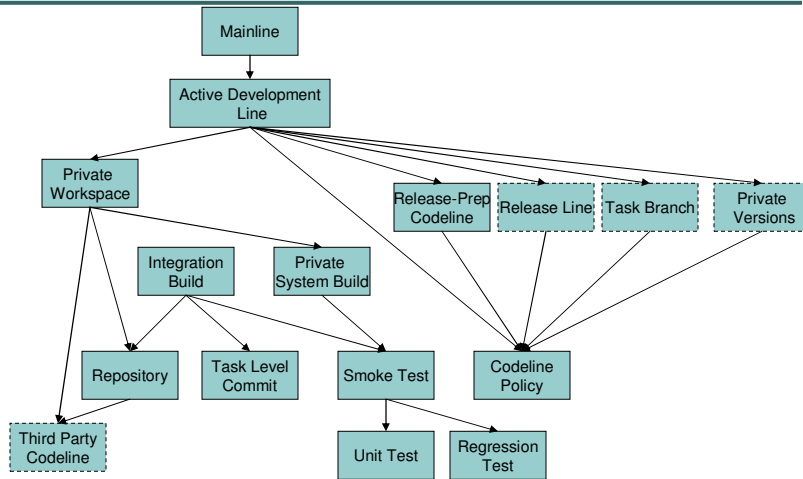 Mainline
Active Development
Line
Private
Workspace
Release-Prep
Codeline
Release Line
Task Branch
Private
Versions
Integration
Build
Private
System Build
Repository
Task Level
Commit
Smoke Test
Codeline
Policy
Third Party
Codeline
Unit Test
Regression
Test